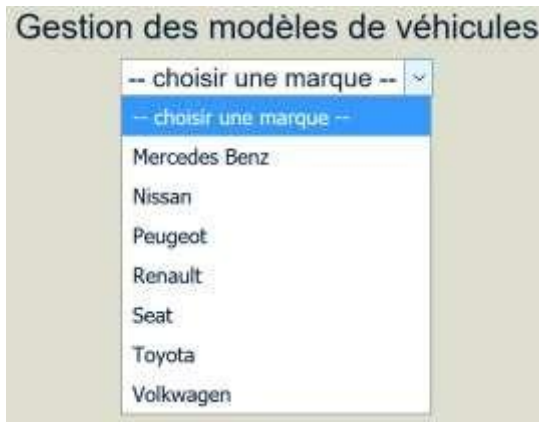 Gestion des modèles de véhicules
-- choisir une marque --
-- choisir une marque --
Mercedes Benz
Nissan
Peugeot
Renault
Seat
Toyota
Volkwagen